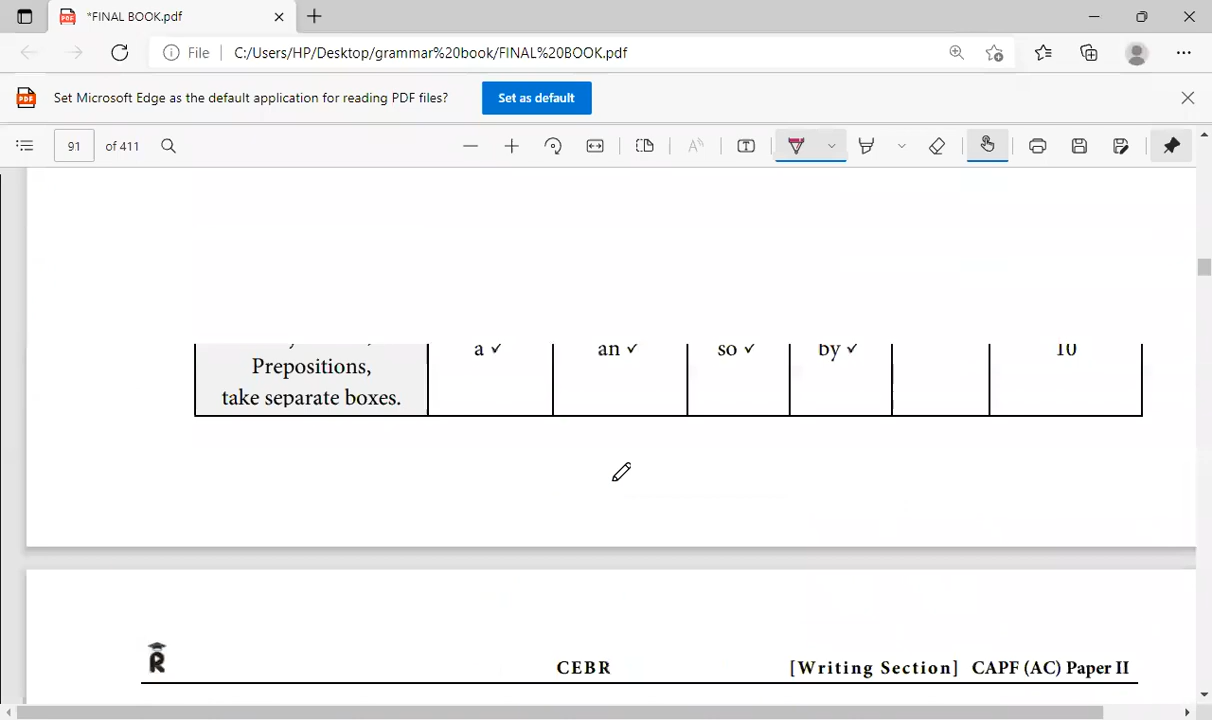 *FINAL BOOK.pdf
File C:/Users/HP/Desktop/grammar%20book/FINAL%20BOOK.pdf
Set Microsoft Edge as the default application for reading PDF files? Set as default
91 of 411
a ✓ an ✓ so ✓ by ✓ 10
Prepositions,
take separate boxes.
R CEBR [Writing Section] CAPF (AC) Paper II